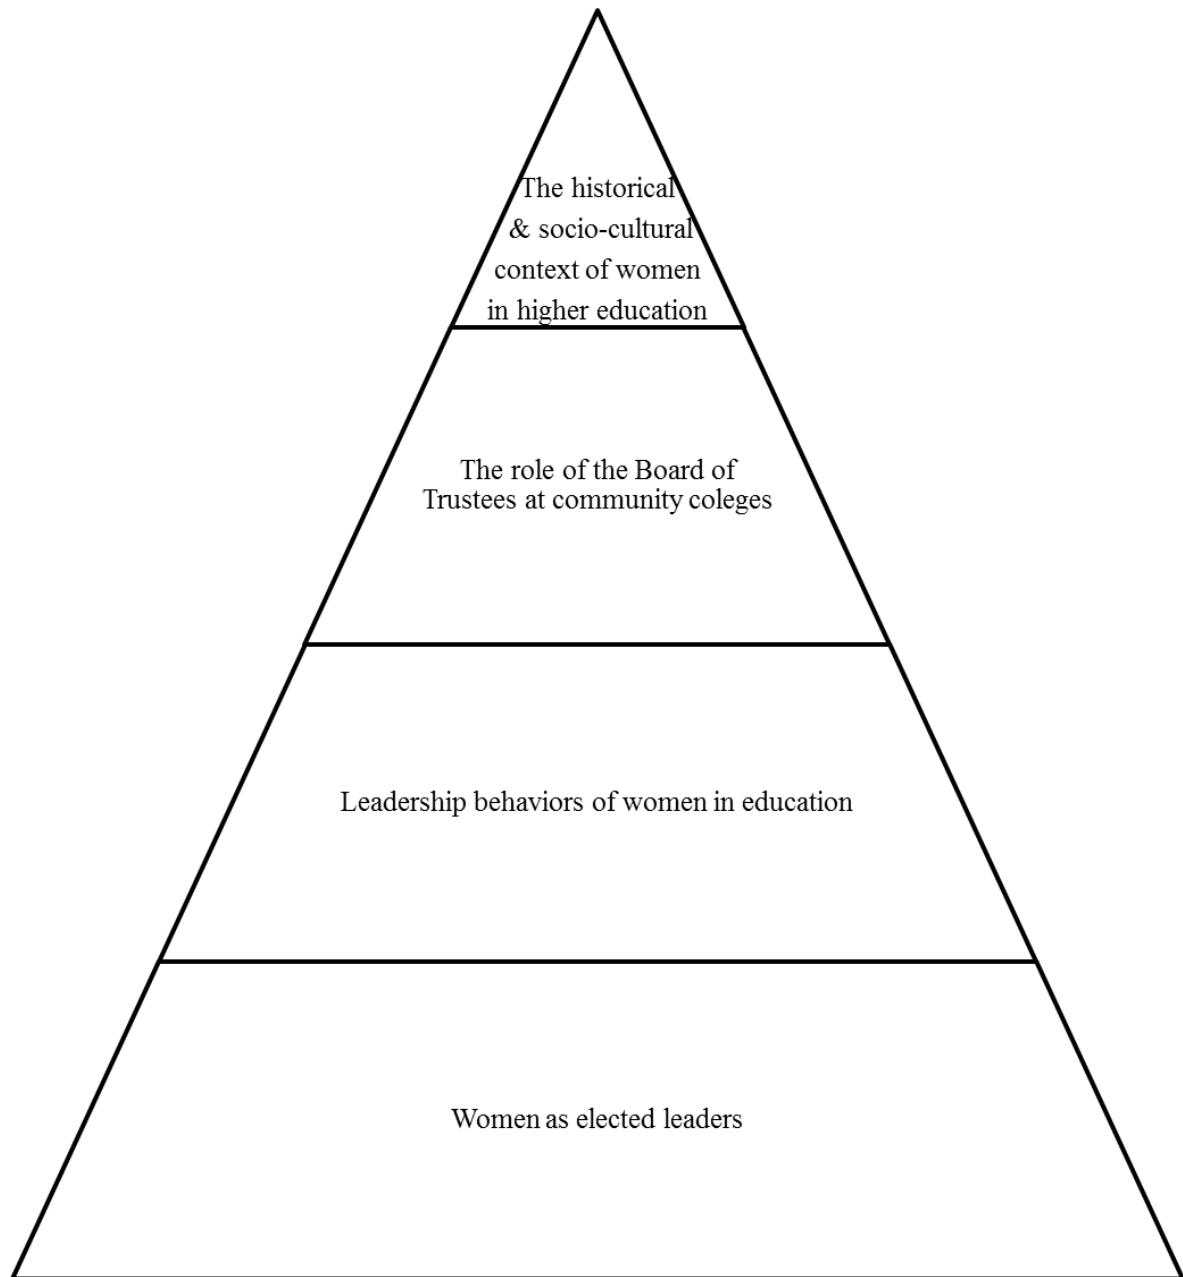 The historical
& socio-cultural
context of women
in higher education
The role of the Board of
Trustees at community coleges
Leadership behaviors of women in education
Women as elected leaders